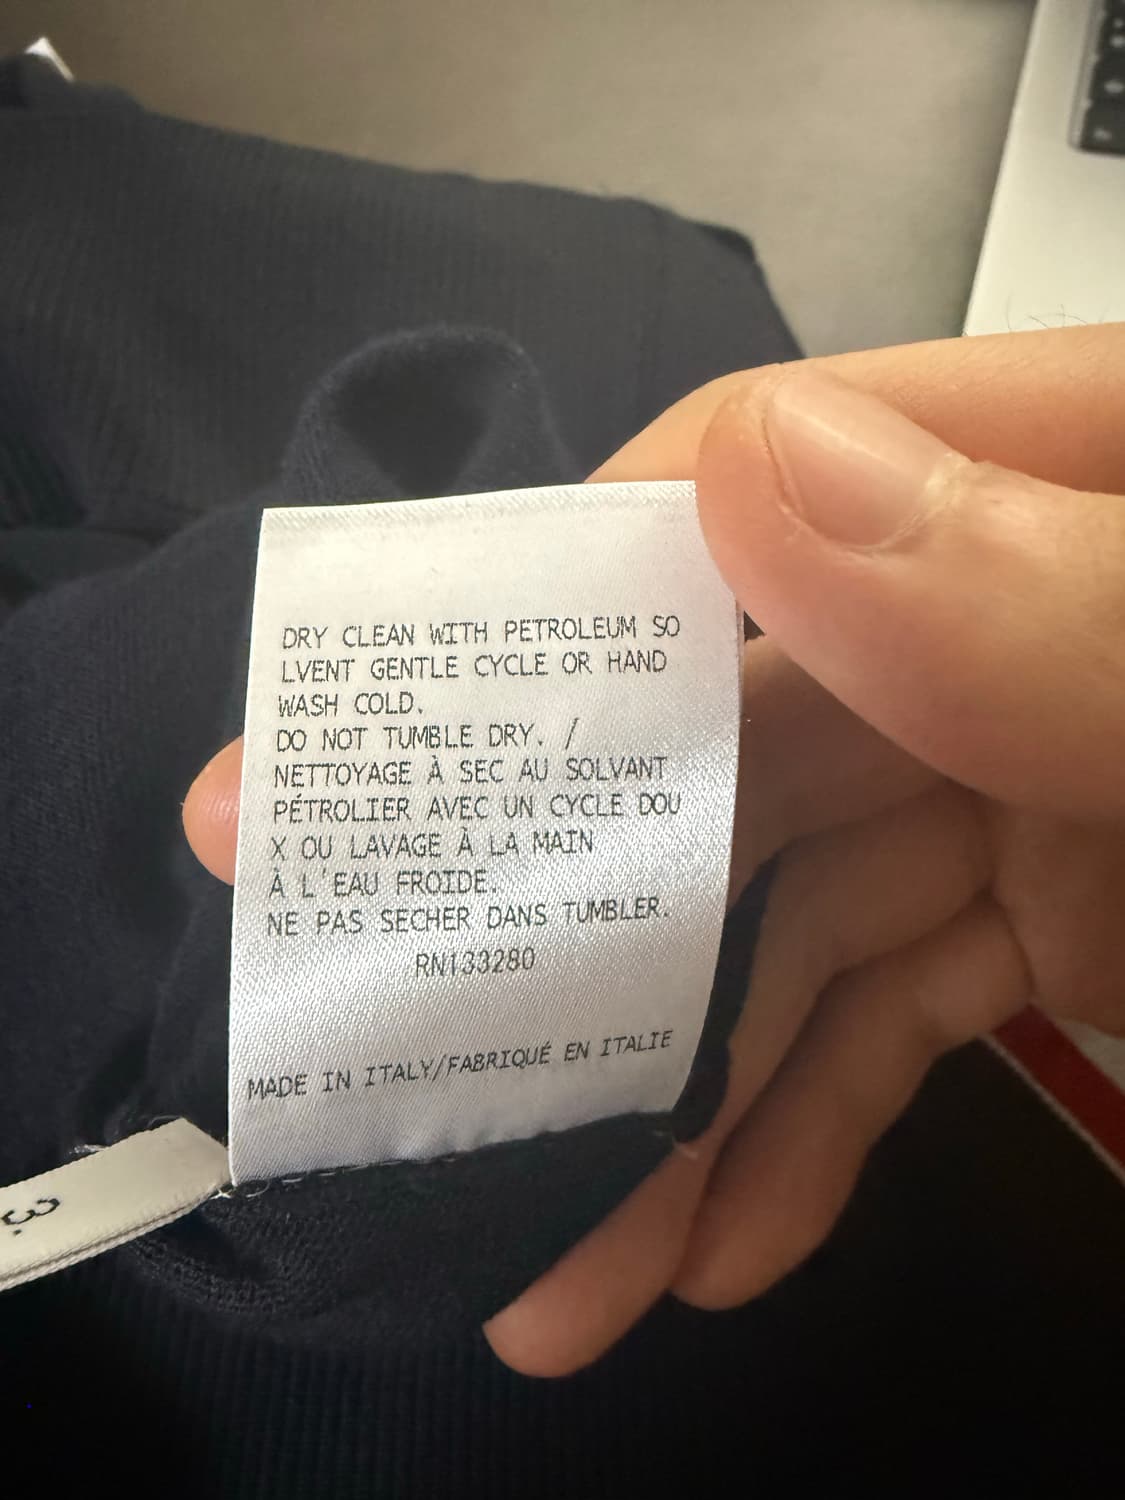 DRY CLEAN WITH PETROLEUM SO
LVENT GENTLE CYCLE OR HAND
WASH COLD.
DO NOT TUMBLE DRY. /
NETTOYAGE À SEC AU SOLVANT
PÉTROLIER AVEC UN CYCLE DOU
X OU LAVAGE À LA MAIN
À L'EAU FROIDE.
NE PAS SECHER DANS TUMBLER.
RN133280
MADE IN ITALY/FABRIQUÉ EN ITALIE
3.